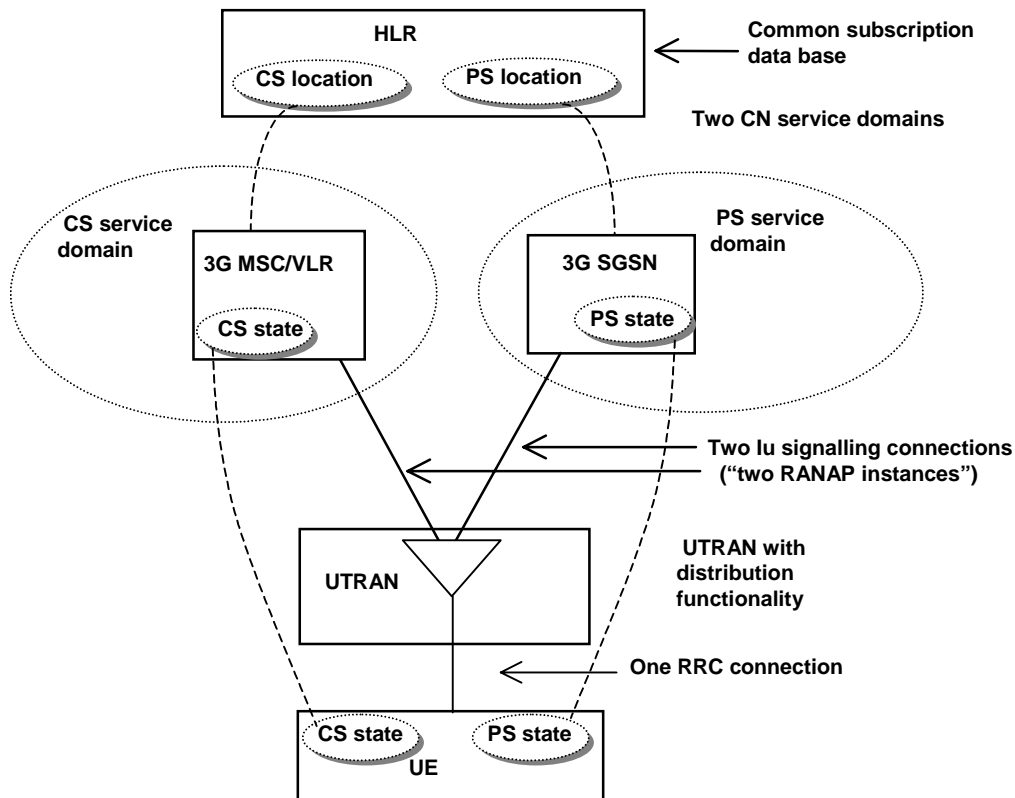 HLR
Common subscription
data base
CS location
PS location
Two CN service domains
CS service
domain
PS service
domain
3G MSC/VLR
3G SGSN
CS state
PS state
Two Iu signalling connections
(“two RANAP instances”)
UTRAN
UTRAN with
distribution
functionality
One RRC connection
CS state
PS state
UE